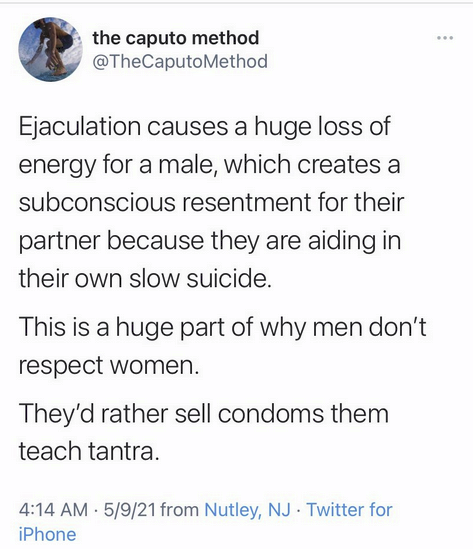 the caputo method
@TheCaputoMethod
Ejaculation causes a huge loss of
energy for a male, which creates a
subconscious resentment for their
partner because they are aiding in
their own slow suicide.
This is a huge part of why men don't
respect women.
They'd rather sell condoms them
teach tantra.
4:14 AM · 5/9/21 from Nutley, NJ · Twitter for
iPhone